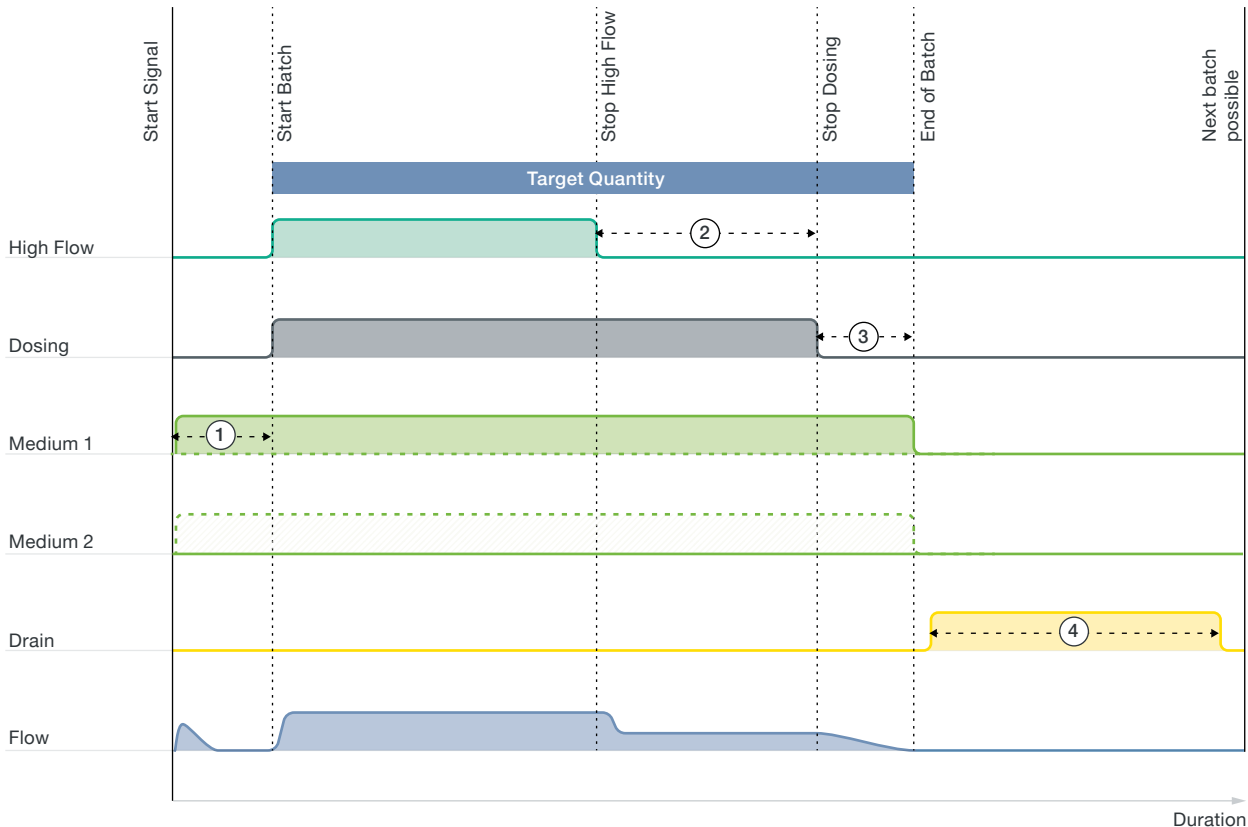 Start Signal
Start Batch
Stop High Flow
Stop Dosing
End of Batch
Next batch
possible
Target Quantity
High Flow
2
Dosing
3
Medium 1
1
Medium 2
Drain
4
Flow
Duration